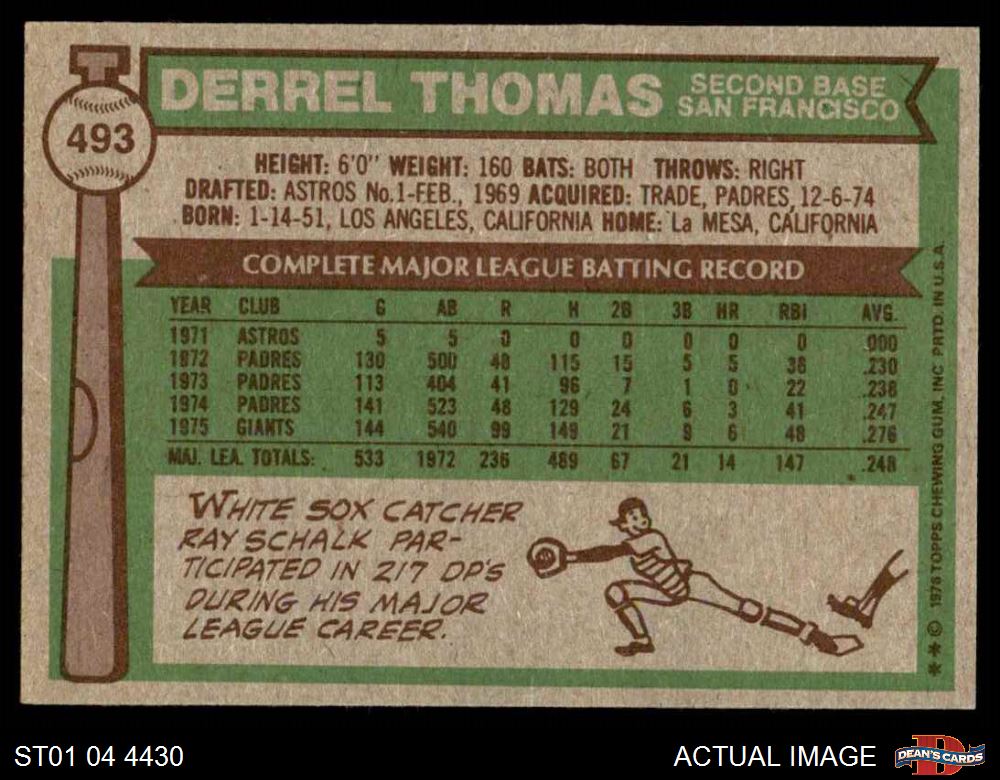 DERREL THOMAS
SECOND BASE
SAN FRANCISCO
493
HEIGHT: 6'0" WEIGHT: 160 BATS: BOTH THROWS: RIGHT
DRAFTED: ASTROS No.1-FEB., 1969 ACQUIRED: TRADE, PADRES, 12-6-74
BORN: 1-14-51, LOS ANGELES, CALIFORNIA HOME: La MESA, CALIFORNIA
COMPLETE MAJOR LEAGUE BATTING RECORD
YEAR CLUB G AB R H 2B 3B HR RBI AVG.
1971 ASTROS 5 5 0 0 0 0 0 0 .000
1972 PADRES 130 500 48 115 15 5 5 36 .230
1973 PADRES 113 404 41 96 7 1 0 22 .238
1974 PADRES 141 523 48 129 24 6 3 41 .247
1975 GIANTS 144 540 99 149 21 9 6 48 .276
MAJ. LEA. TOTALS: 533 1972 236 489 67 21 14 147 .248
WHITE SOX CATCHER
RAY SCHALK PAR-
TICIPATED IN 217 DP'S
DURING HIS MAJOR
LEAGUE CAREER.
** © 1976 TOPPS CHEWING GUM, INC PRTD. IN U.S.A.
ST01 04 4430
ACTUAL IMAGE
DEAN'S CARDS